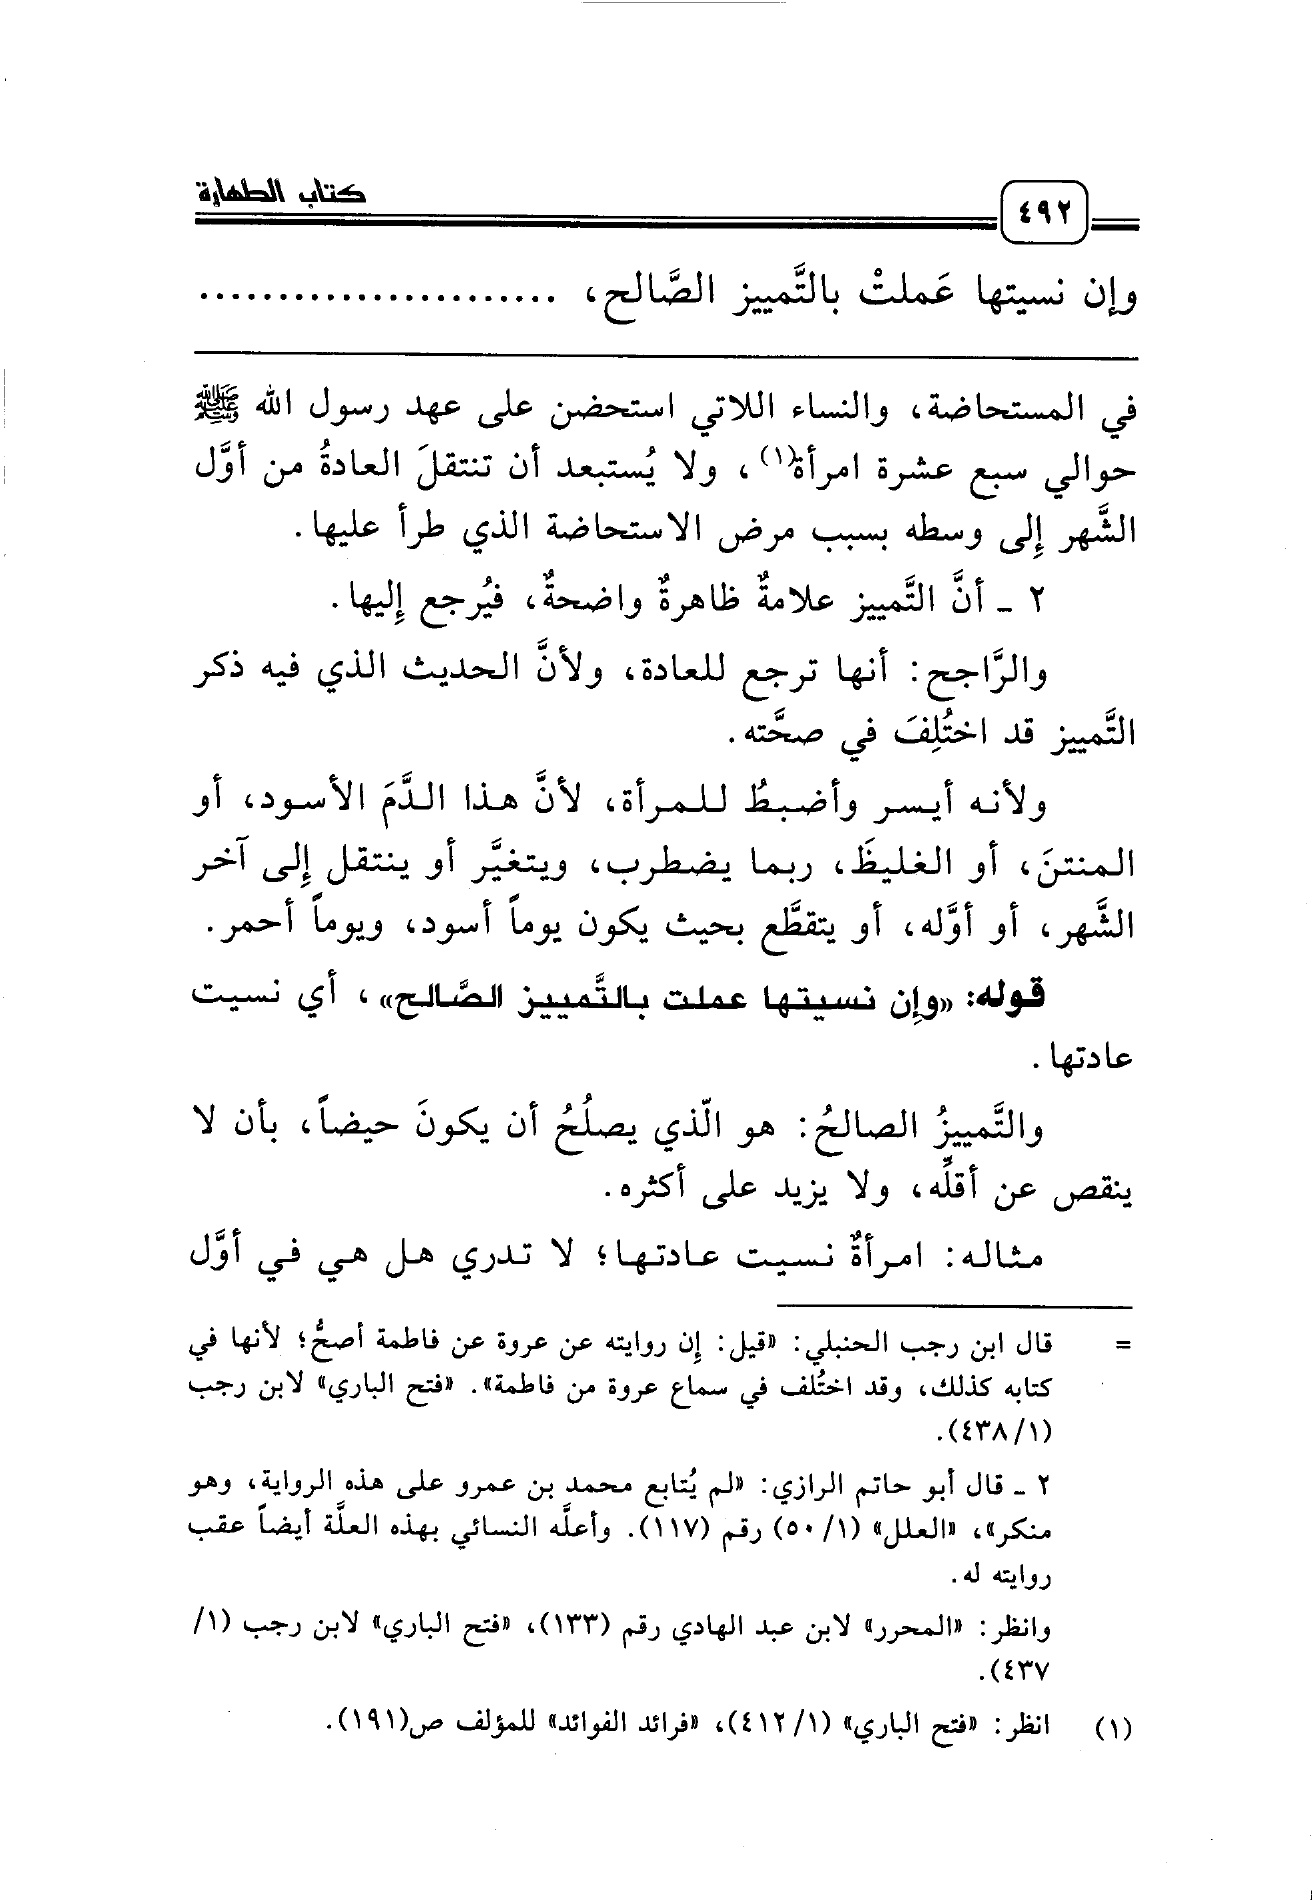 ٤٩٢
كتاب الطهارة
وإن نسيتها عَملتْ بالتَّمييز الصَّالح، .......................
في المستحاضة، والنساء اللاتي استحضن على عهد رسول الله ﷺ
حوالي سبع عشرة امرأة(١)، ولا يُستبعد أن تنتقلَ العادةُ من أوَّل
الشَّهر إِلى وسطه بسبب مرض الاستحاضة الذي طرأ عليها.
٢ ـ أنَّ التَّمييز علامةٌ ظاهرةٌ واضحةٌ، فيُرجع إِليها.
والرَّاجح: أنها ترجع للعادة، ولأنَّ الحديث الذي فيه ذكر
التَّمييز قد اختُلِفَ في صحَّته.
ولأنه أيسر وأضبطُ للمرأة، لأنَّ هذا الدَّمَ الأسود، أو
المنتنَ، أو الغليظَ، ربما يضطرب، ويتغيَّر أو ينتقل إِلى آخر
الشَّهر، أو أوَّله، أو يتقطَّع بحيث يكون يوماً أسود، ويوماً أحمر.
قوله: «وإِن نسيتها عملت بالتَّمييز الصَّالح»، أي نسيت
عادتها.
والتَّمييزُ الصالحُ: هو الّذي يصلُحُ أن يكونَ حيضاً، بأن لا
ينقص عن أقلِّه، ولا يزيد على أكثره.
مثاله: امرأةٌ نسيت عادتها؛ لا تدري هل هي في أوَّل
= قال ابن رجب الحنبلي: «قيل: إِن روايته عن عروة عن فاطمة أصحُّ؛ لأنها في
كتابه كذلك، وقد اختُلف في سماع عروة من فاطمة». «فتح الباري» لابن رجب
(١/ ٤٣٨).
٢ ـ قال أبو حاتم الرازي: «لم يُتابع محمد بن عمرو على هذه الرواية، وهو
منكر»، «العلل» (١/ ٥٠) رقم (١١٧). وأعلَّه النسائي بهذه العلَّة أيضاً عقب
روايته له.
وانظر: «المحرر» لابن عبد الهادي رقم (١٣٣)، «فتح الباري» لابن رجب (١/
٤٣٧).
(١) انظر: «فتح الباري» (١/ ٤١٢)، «فرائد الفوائد» للمؤلف ص(١٩١).